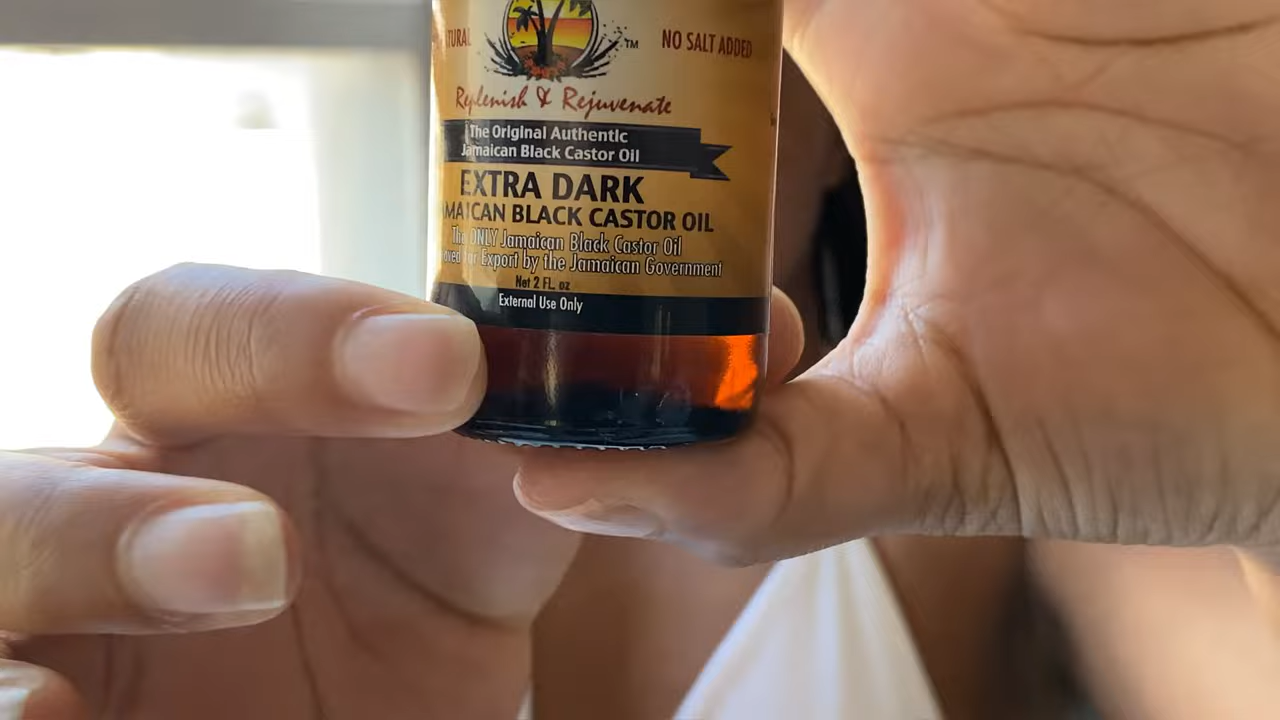 TURAL
NO SALT ADDED
TM
Replenish & Rejuvenate
The Original Authentic
Jamaican Black Castor Oil
EXTRA DARK
MAICAN BLACK CASTOR OIL
The ONLY Jamaican Black Castor Oil
Export by the Jamaican Government
Net 2 FL. oz
External Use Only